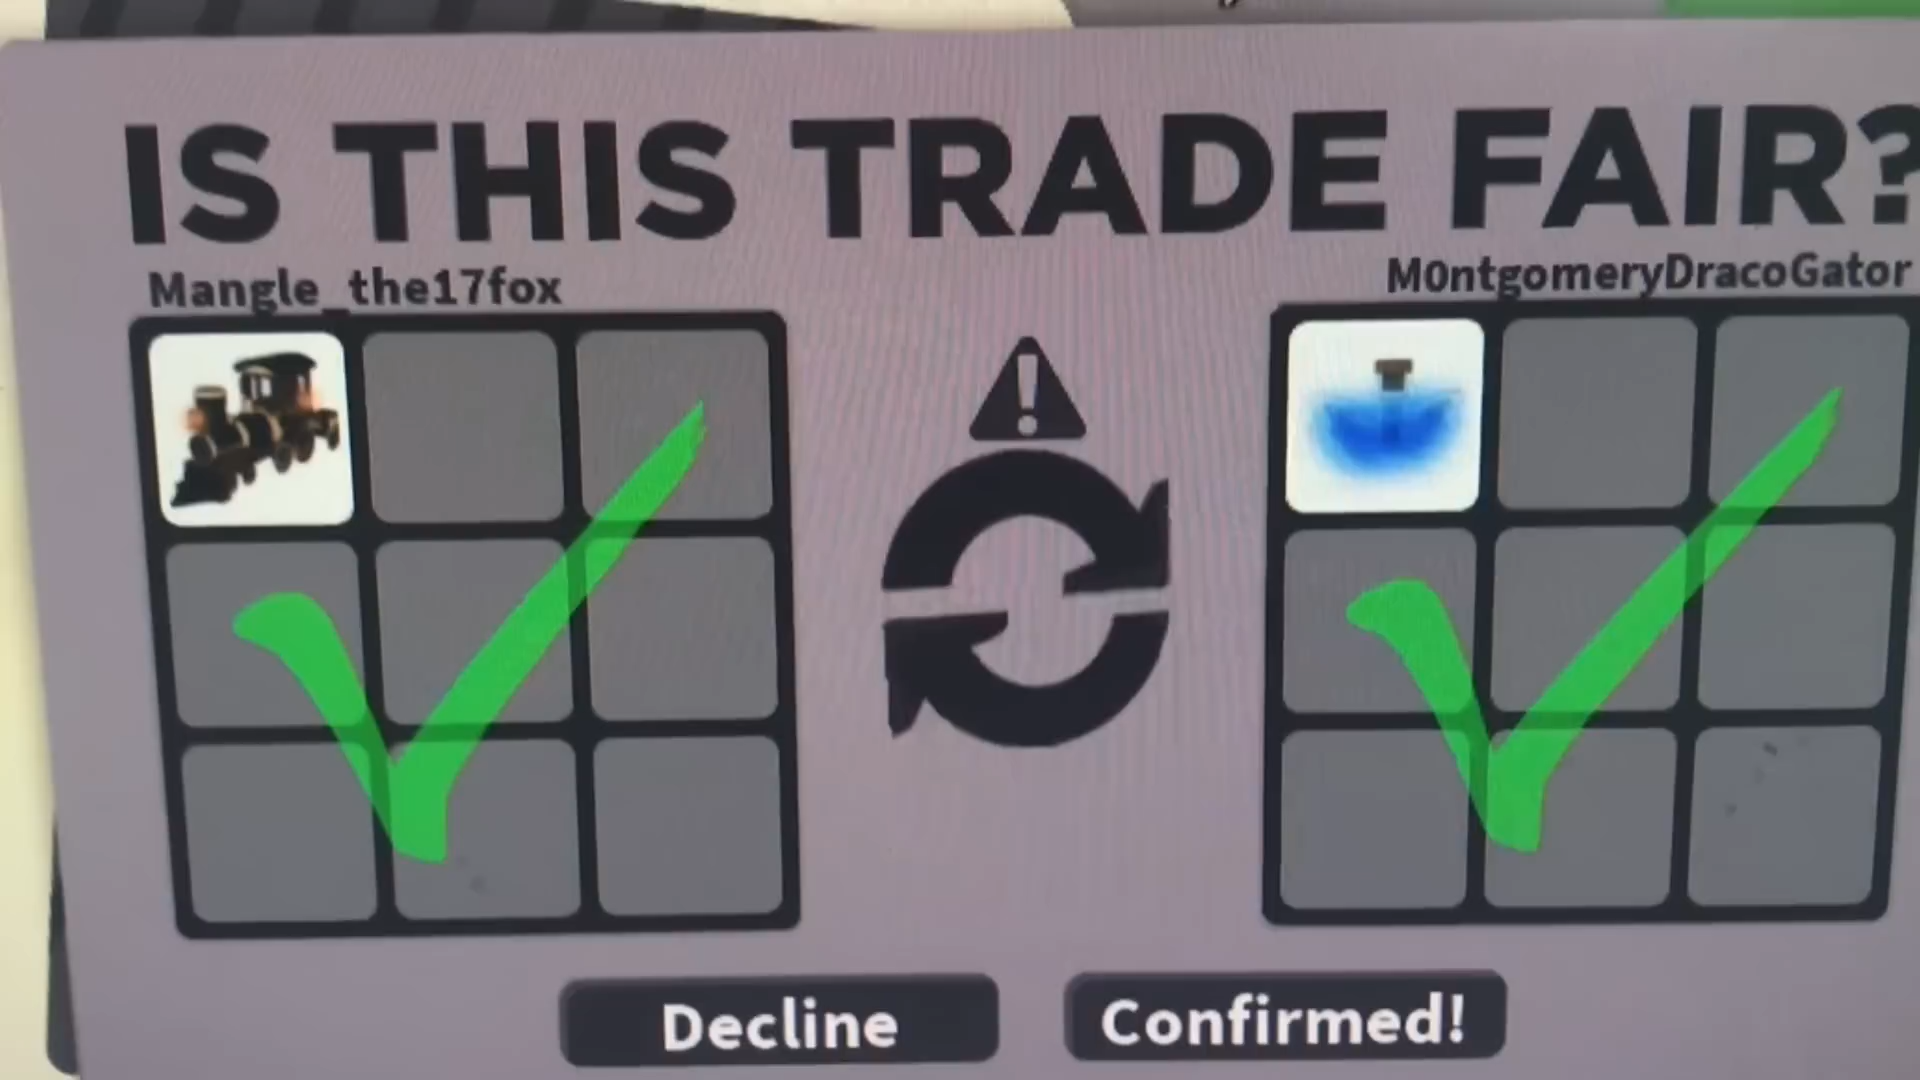 IS THIS TRADE FAIR?
Mangle_the17fox
M0ntgomeryDracoGator
Decline
Confirmed!